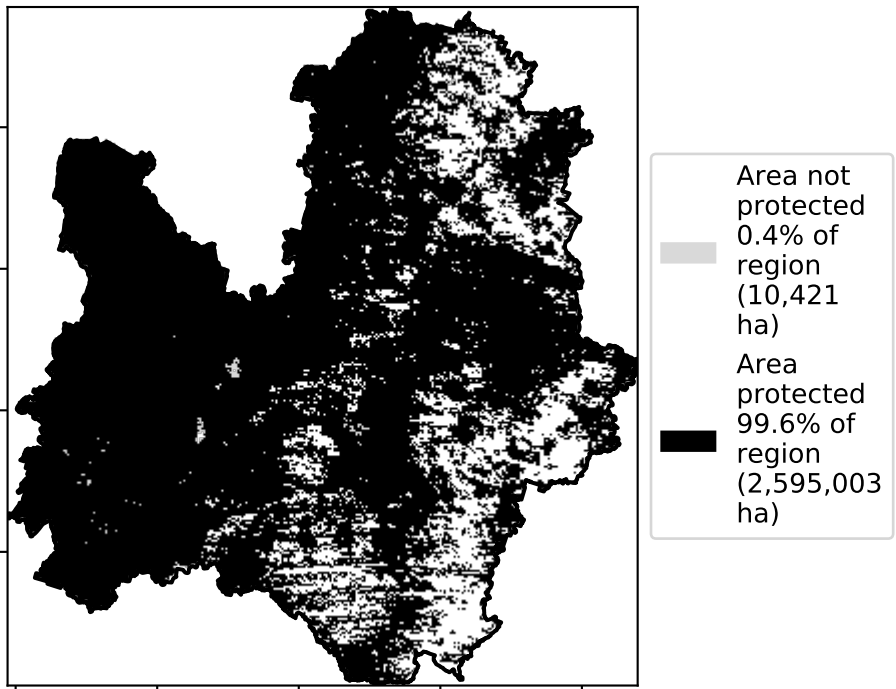 Area not
protected
0.4% of
region
(10,421
ha)
Area
protected
99.6% of
region
(2,595,003
ha)